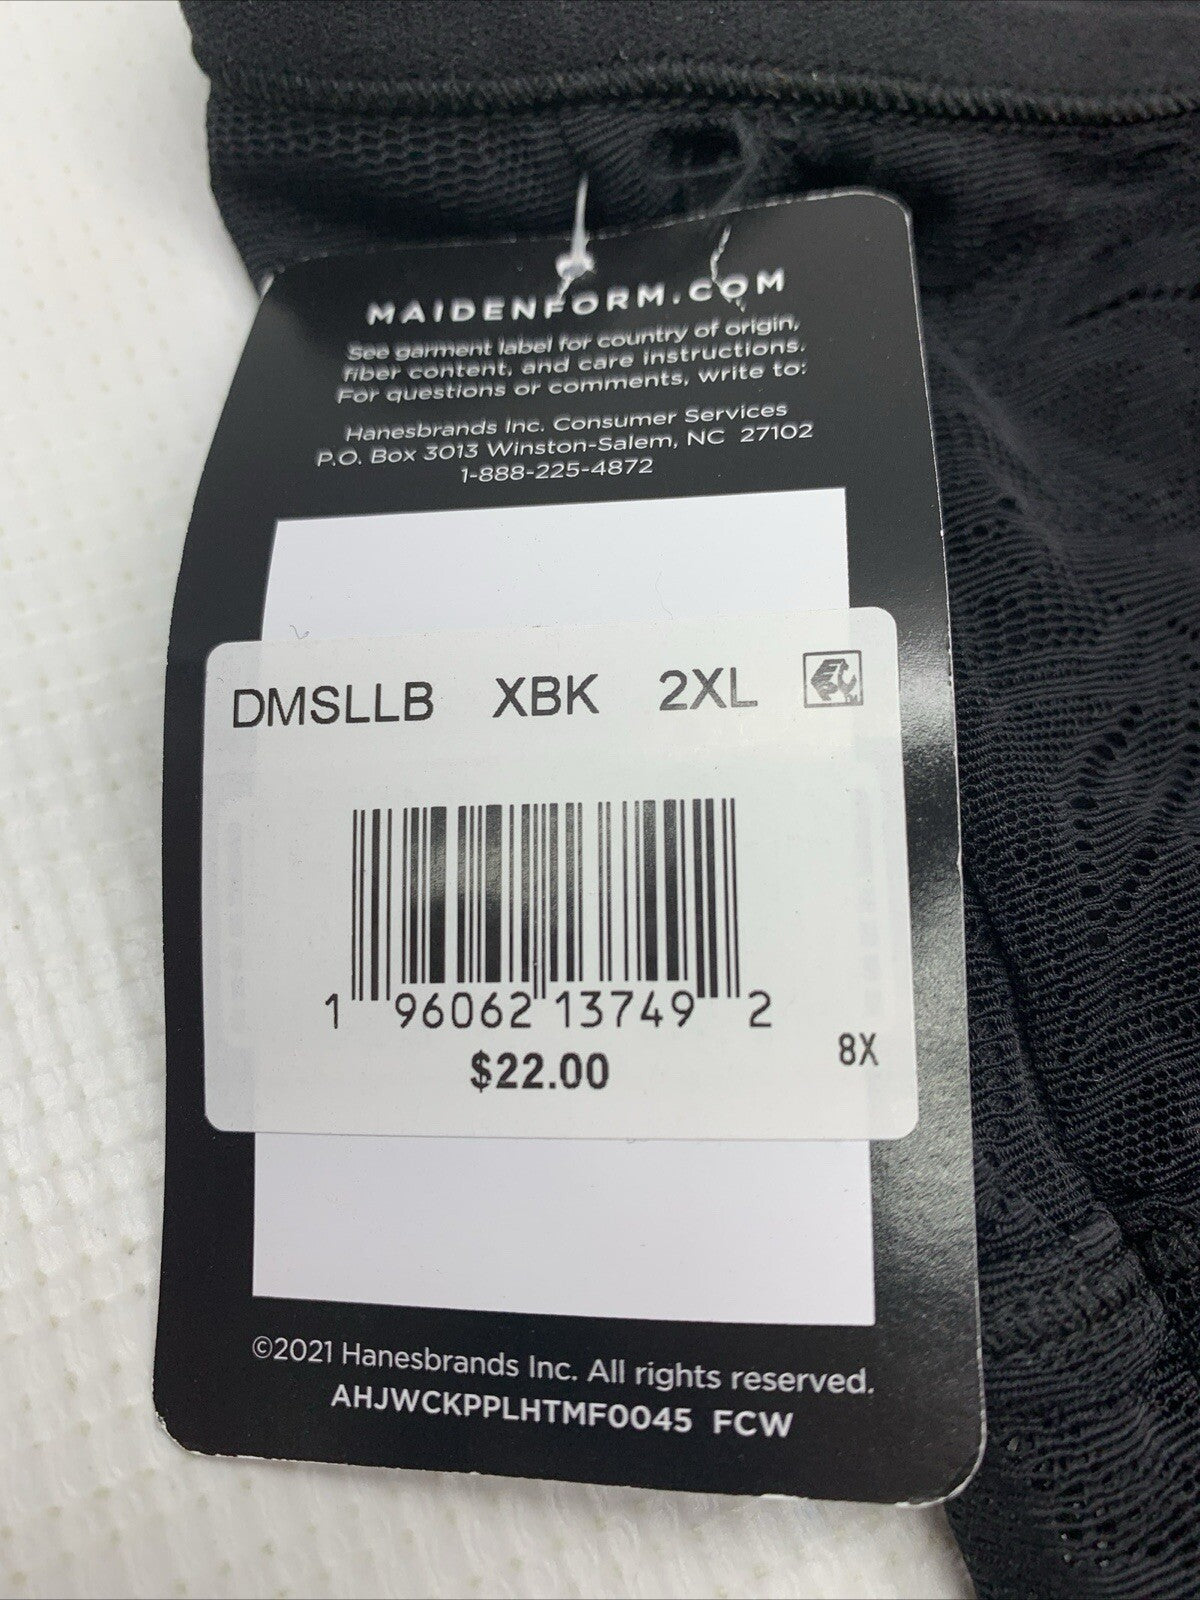 MAIDENFORM.COM
See garment label for country of origin,
fiber content, and care instructions.
For questions or comments, write to:
Hanesbrands Inc. Consumer Services
P.O. Box 3013 Winston-Salem, NC 27102
1-888-225-4872
DMSLLB XBK 2XL
1 96062 13749 2
$22.00
8X
©2021 Hanesbrands Inc. All rights reserved.
AHJWCKPPLHTMF0045 FCW